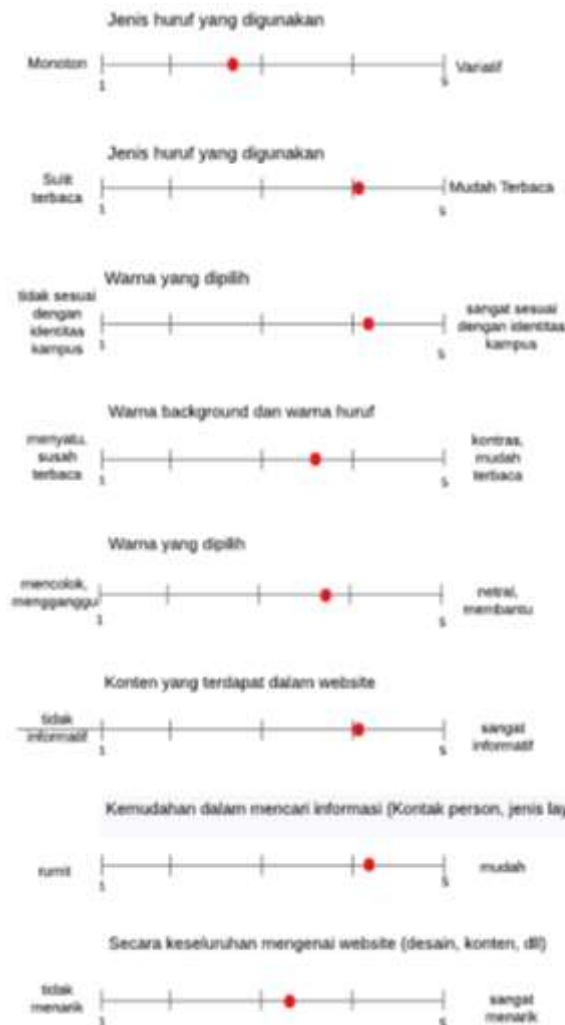 Jenis huruf yang digunakan
Monoton
Variatif
1
5
Jenis huruf yang digunakan
Sulit
terbaca
Mudah Terbaca
1
5
Warna yang dipilih
tidak sesuai
dengan
identitas
kampus
sangat sesuai
dengan identitas
kampus
1
5
Warna background dan warna huruf
menyatu,
susah
terbaca
kontras,
mudah
terbaca
1
5
Warna yang dipilih
mencolok,
mengganggu
netral,
membantu
1
5
Konten yang terdapat dalam website
tidak
informatif
sangat
informatif
1
5
Kemudahan dalam mencari informasi (Kontak person, jenis lay
rumit
mudah
1
5
Secara keseluruhan mengenai website (desain, konten, dll)
tidak
menarik
sangat
menarik
1
5